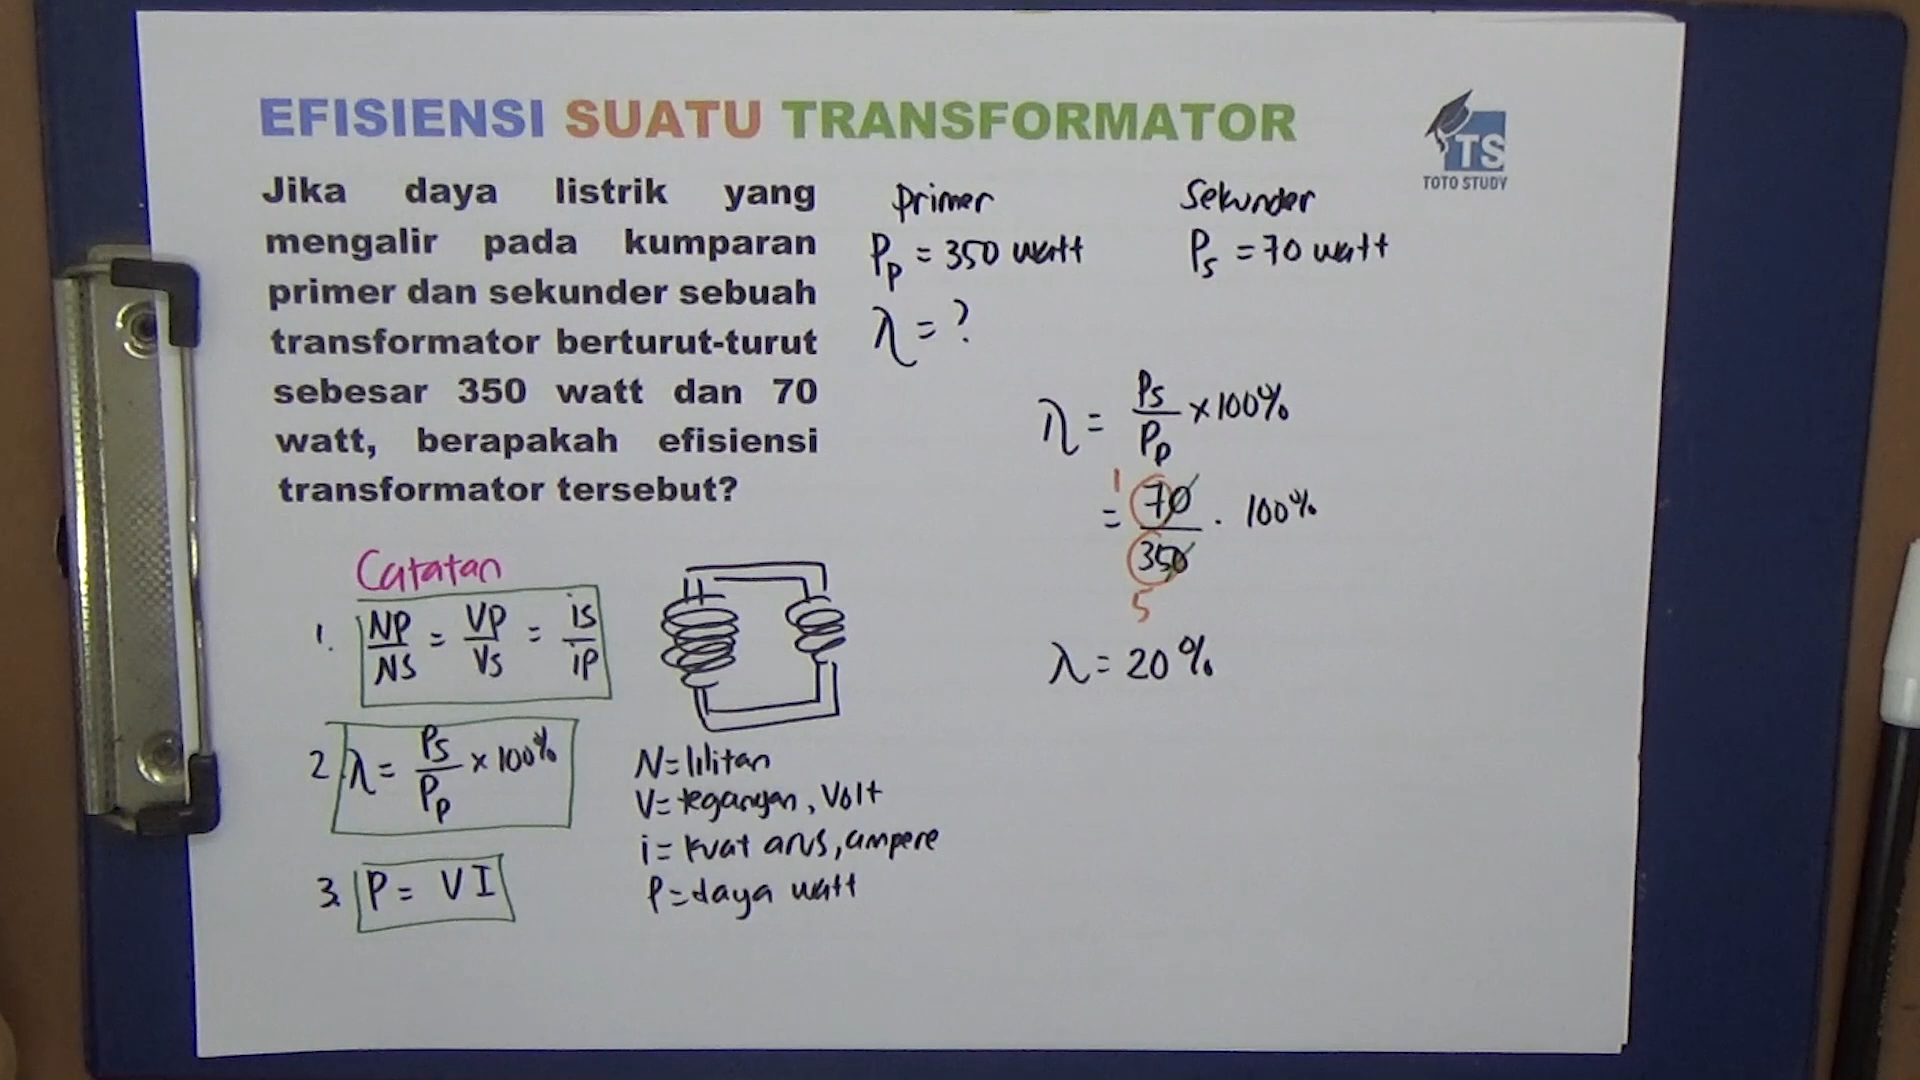 EFISIENSI SUATU TRANSFORMATOR
TS
TOTO STUDY
Jika daya listrik yang
mengalir pada kumparan
primer dan sekunder sebuah
transformator berturut-turut
sebesar 350 watt dan 70
watt, berapakah efisiensi
transformator tersebut?
Primer
Pp = 350 watt
λ = ?
Sekunder
Ps = 70 watt
λ = Ps/Pp × 100%
1
= 70/350 . 100%
5
λ = 20%
Catatan
1. NP/NS = VP/VS = is/iP
2. λ = Ps/Pp × 100%
3. P = VI
N = lilitan
V = tegangan, Volt
i = kuat arus, ampere
P = daya watt